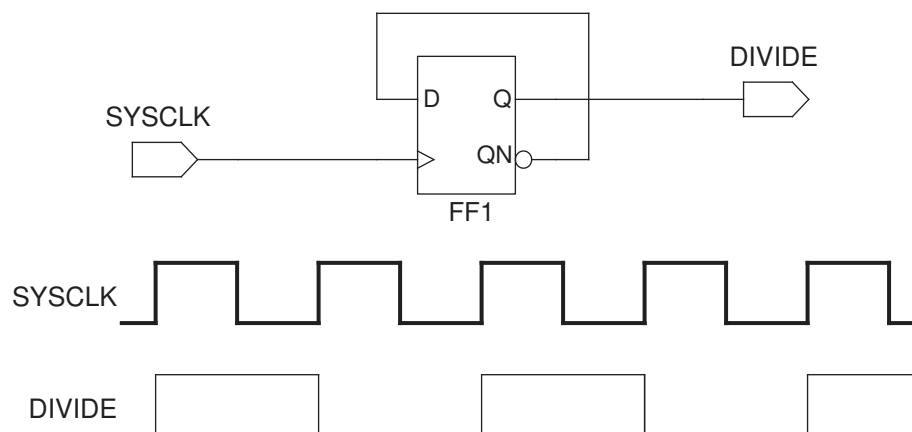 DIVIDE
D Q
SYSCLK
QN
FF1
SYSCLK
DIVIDE